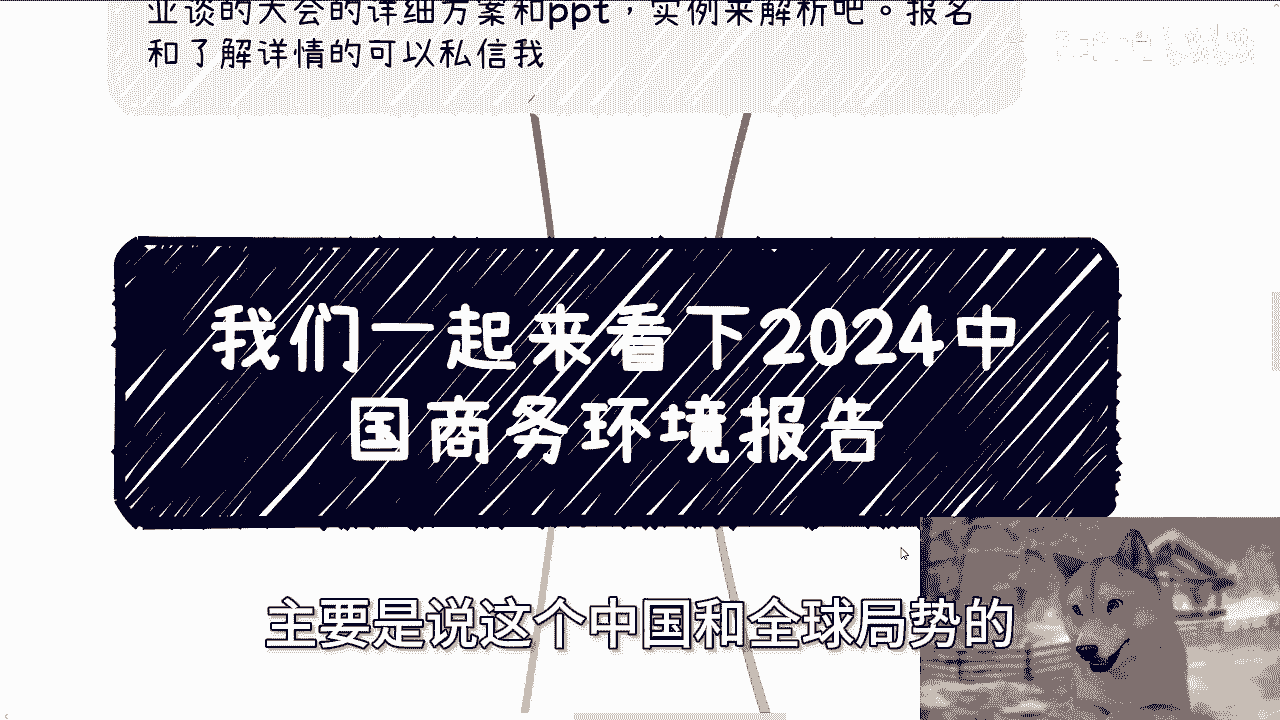 业谈的大会的详细方案和ppt，实例来解析吧。报名
和了解详情的可以私信我
我们一起来看下2024中
国商务环境报告
主要是说这个中国和全球局势的